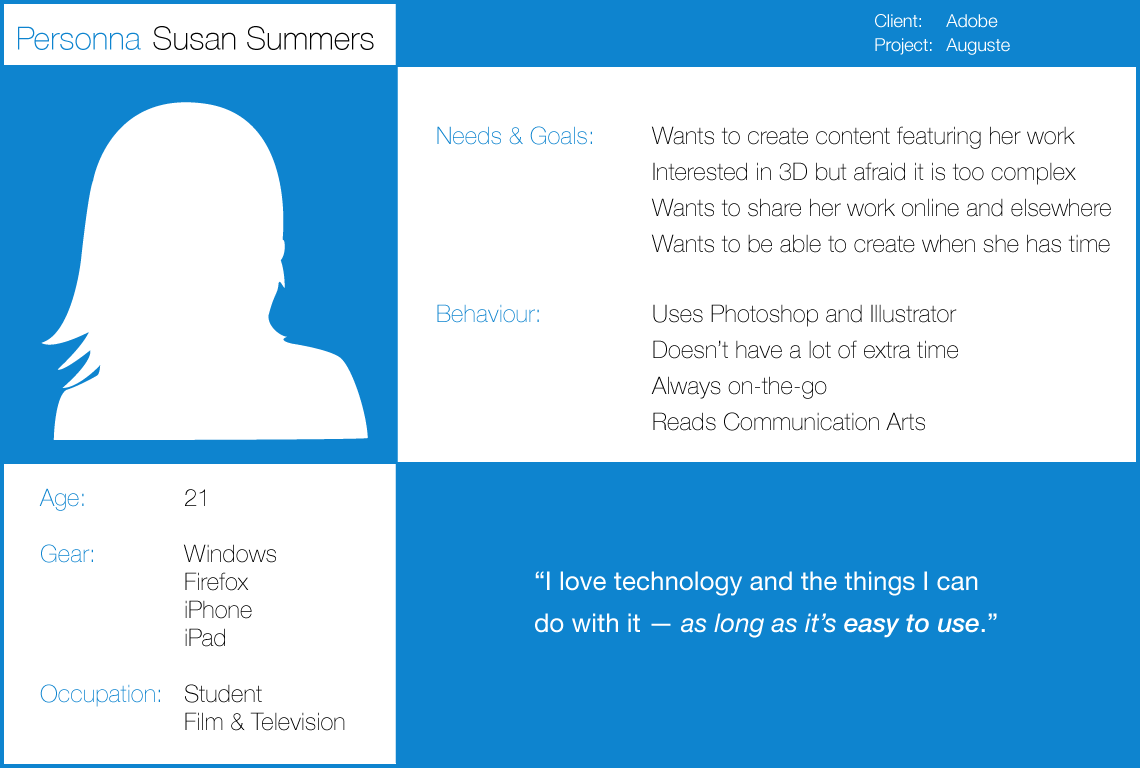 Personna Susan Summers
Client: Adobe
Project: Auguste
Needs & Goals: Wants to create content featuring her work
Interested in 3D but afraid it is too complex
Wants to share her work online and elsewhere
Wants to be able to create when she has time
Behaviour: Uses Photoshop and Illustrator
Doesn’t have a lot of extra time
Always on-the-go
Reads Communication Arts
Age: 21
Gear: Windows
Firefox
iPhone
iPad
Occupation: Student
Film & Television
“I love technology and the things I can
do with it — as long as it’s easy to use.”